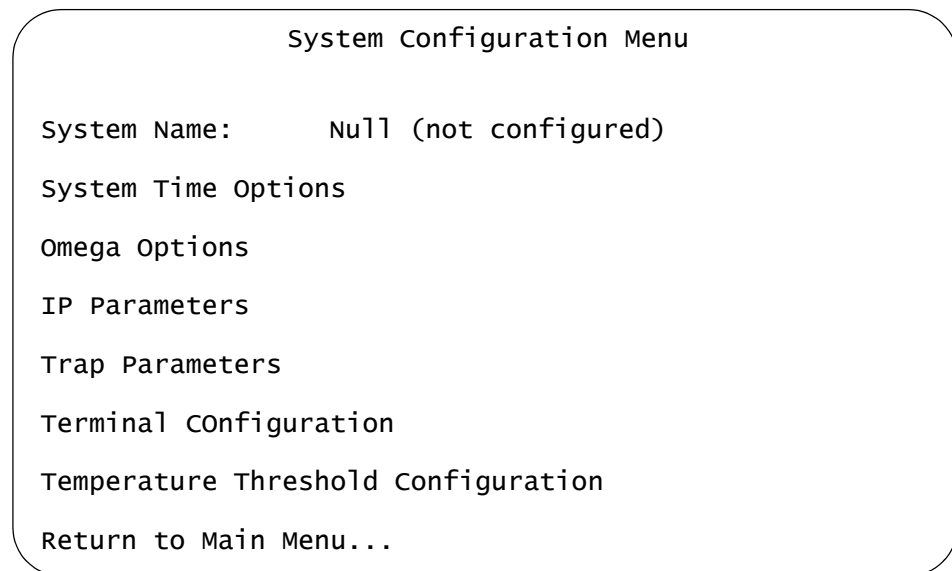 System Configuration Menu
System Name: Null (not configured)
System Time Options
Omega Options
IP Parameters
Trap Parameters
Terminal COnfiguration
Temperature Threshold Configuration
Return to Main Menu...